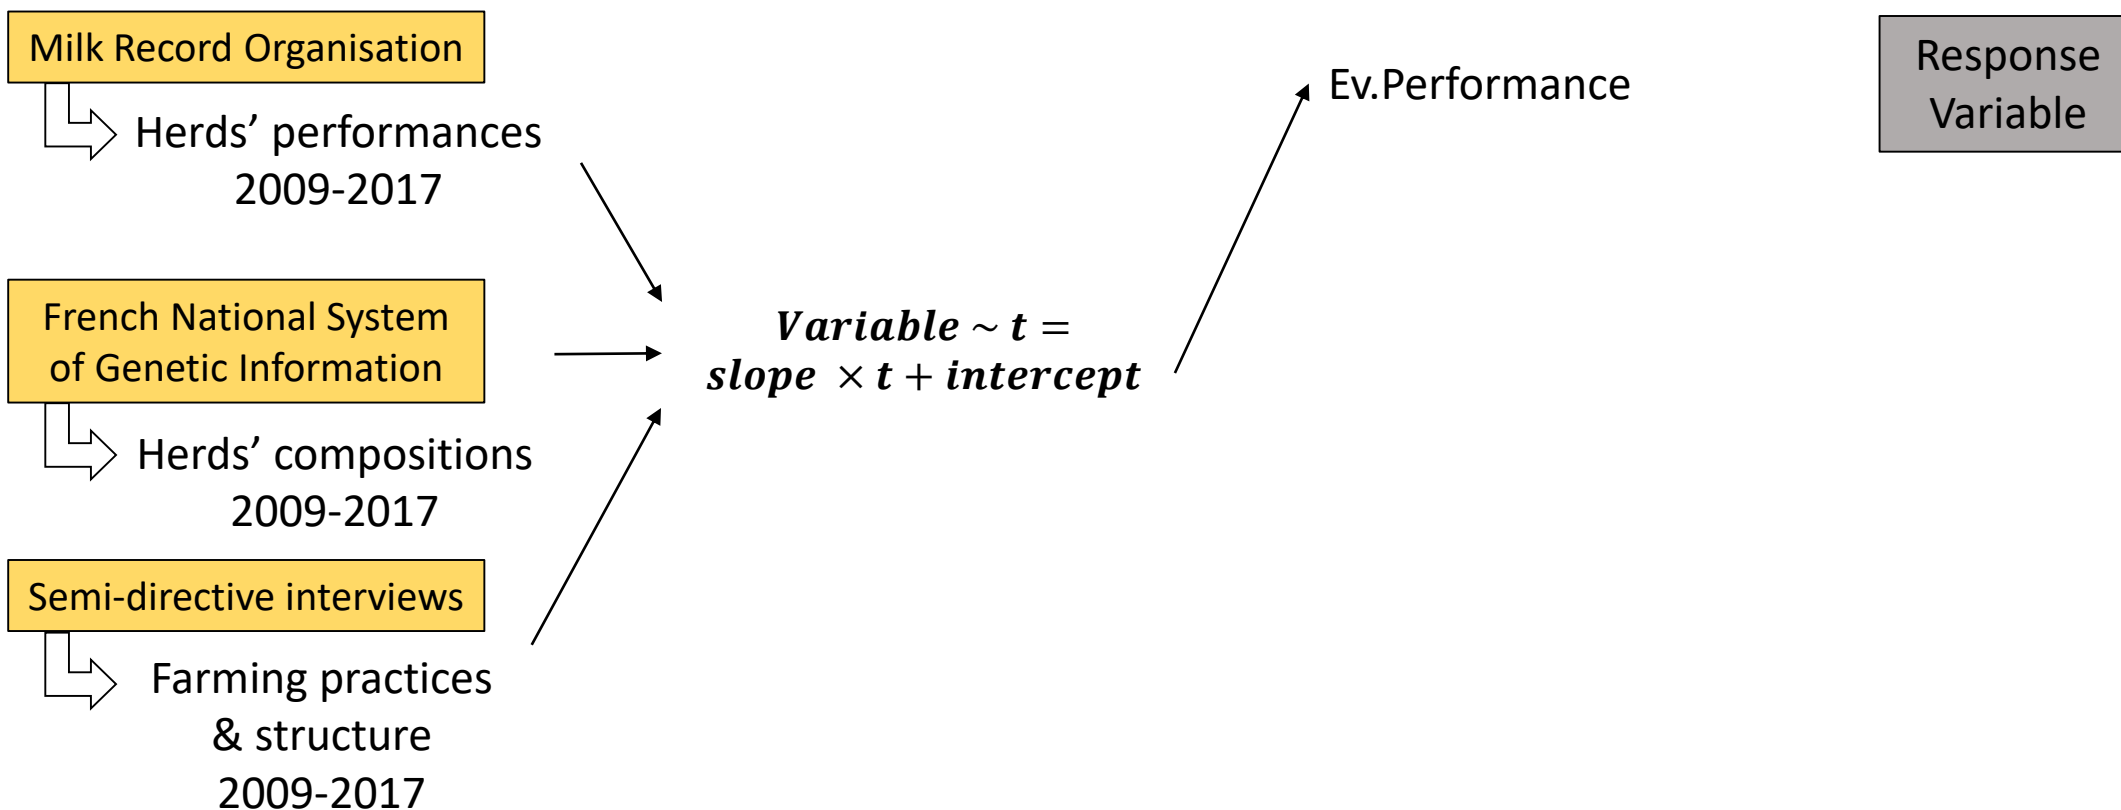 Milk Record Organisation
Herds’ performances
2009-2017
French National System
of Genetic Information
Herds’ compositions
2009-2017
Semi-directive interviews
Farming practices
& structure
2009-2017
Variable ~ t =
slope × t + intercept
Ev.Performance
Response
Variable